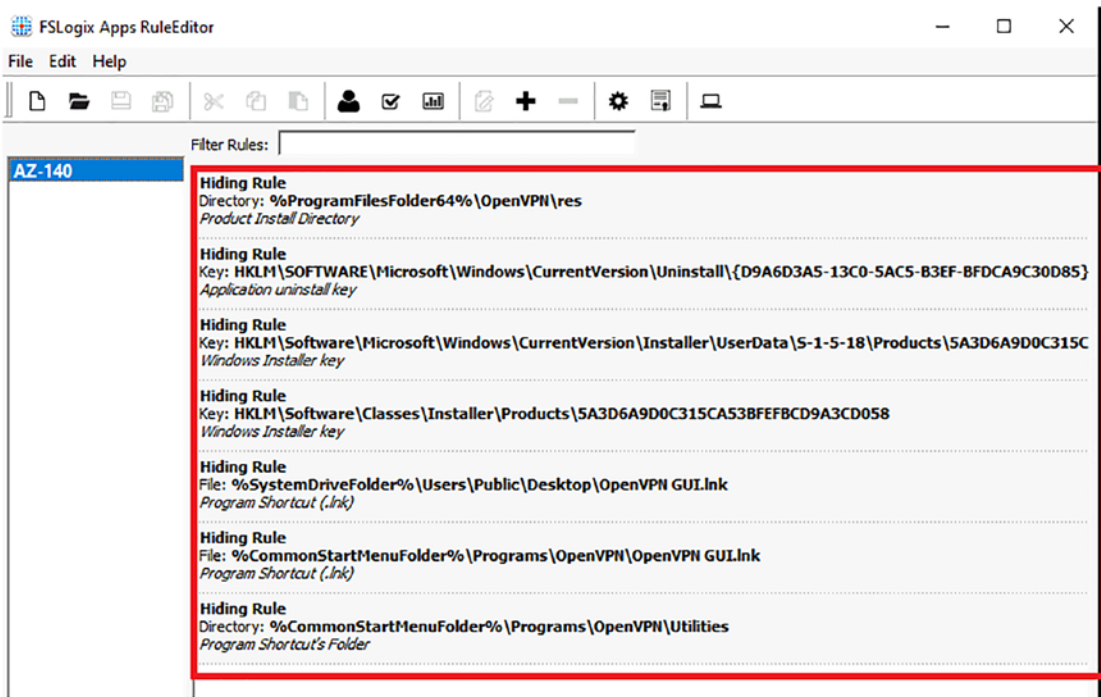 FSLogix Apps RuleEditor
File Edit Help
Filter Rules:
AZ-140
Hiding Rule
Directory: %ProgramFilesFolder64%\OpenVPN\res
Product Install Directory
Hiding Rule
Key: HKLM\SOFTWARE\Microsoft\Windows\CurrentVersion\Uninstall\{D9A6D3A5-13C0-5AC5-B3EF-BFDCA9C30D85}
Application uninstall key
Hiding Rule
Key: HKLM\Software\Microsoft\Windows\CurrentVersion\Installer\UserData\S-1-5-18\Products\5A3D6A9D0C315C
Windows Installer key
Hiding Rule
Key: HKLM\Software\Classes\Installer\Products\5A3D6A9D0C315CA53BFEFBCD9A3CD058
Windows Installer key
Hiding Rule
File: %SystemDriveFolder%\Users\Public\Desktop\OpenVPN GUI.lnk
Program Shortcut (.lnk)
Hiding Rule
File: %CommonStartMenuFolder%\Programs\OpenVPN\OpenVPN GUI.lnk
Program Shortcut (.lnk)
Hiding Rule
Directory: %CommonStartMenuFolder%\Programs\OpenVPN\Utilities
Program Shortcut's Folder